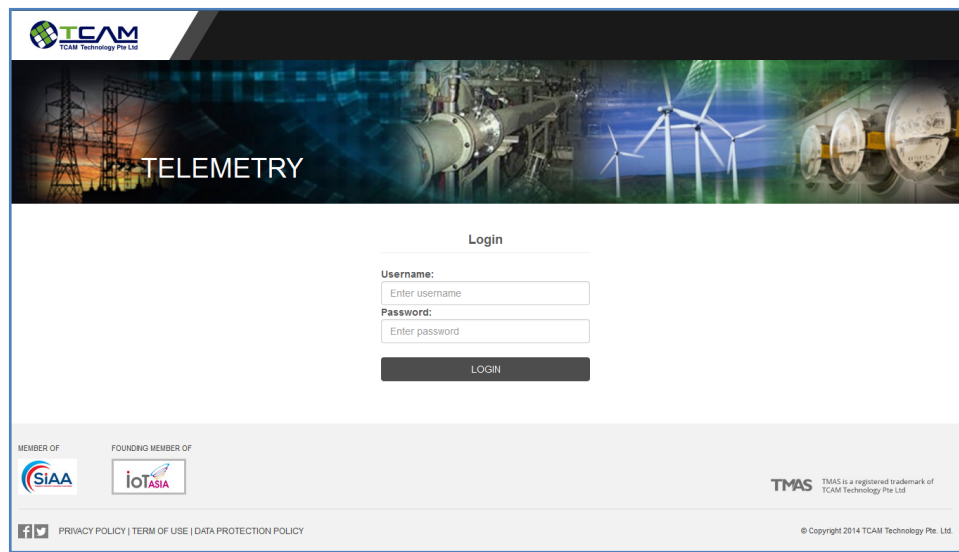 TCAM
TCAM Technology Pte Ltd
TELEMETRY
Login
Username:
Enter username
Password:
Enter password
LOGIN
MEMBER OF
FOUNDING MEMBER OF
SiAA
IoTASIA
TMAS
TMAS is a registered trademark of
TCAM Technology Pte Ltd
PRIVACY POLICY | TERM OF USE | DATA PROTECTION POLICY
© Copyright 2014 TCAM Technology Pte. Ltd.